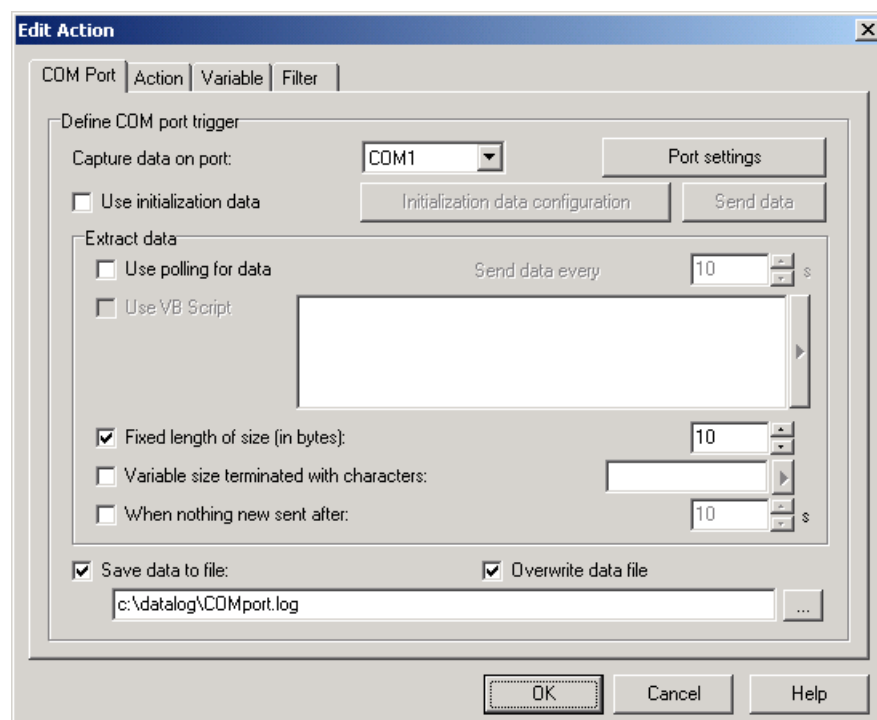 Edit Action
COM Port Action Variable Filter
Define COM port trigger
Capture data on port: COM1 Port settings
Use initialization data Initialization data configuration Send data
Extract data
Use polling for data Send data every 10 s
Use VB Script
Fixed length of size (in bytes): 10
Variable size terminated with characters:
When nothing new sent after: 10 s
Save data to file: Overwrite data file
c:\datalog\COMport.log ...
OK Cancel Help